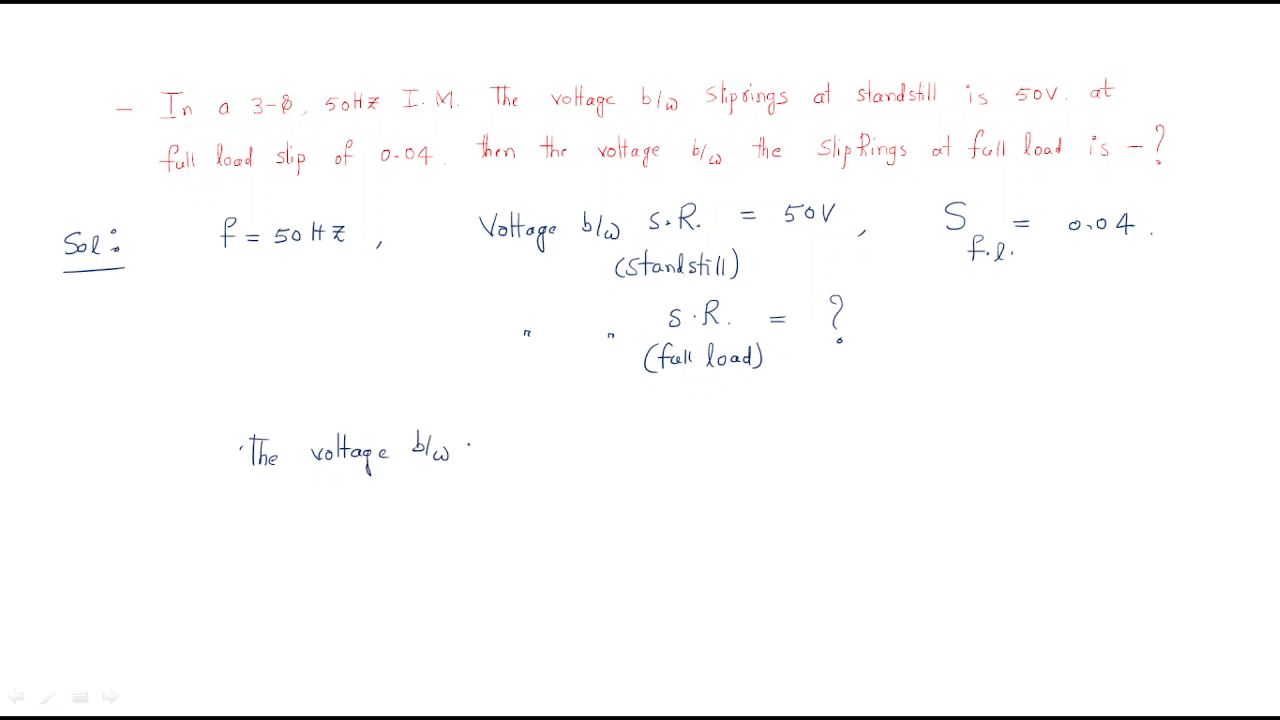 - In a 3-ϕ, 50HZ I.M. The voltage b/w Sliprings at standstill is 50V. at
full load slip of 0.04. then the voltage b/w the SlipRings at full load is - ?
Sol: f = 50HZ, Voltage b/w S.R. = 50V, S f.l. = 0.04.
(standstill)
" " S.R. = ?
(full load)
The voltage b/w